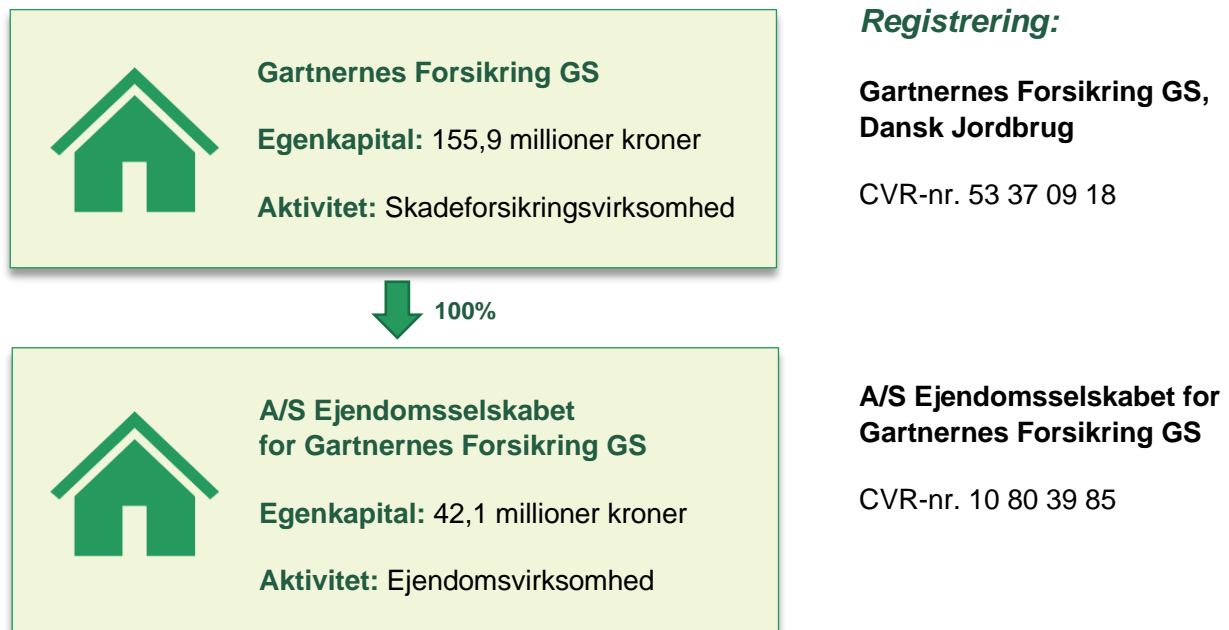 Gartnernes Forsikring GS
Egenkapital: 155,9 millioner kroner
Aktivitet: Skadeforsikringsvirksomhed
Registrering:
Gartnernes Forsikring GS,
Dansk Jordbrug
CVR-nr. 53 37 09 18
100%
A/S Ejendomsselskabet
for Gartnernes Forsikring GS
Egenkapital: 42,1 millioner kroner
Aktivitet: Ejendomsvirksomhed
A/S Ejendomsselskabet for
Gartnernes Forsikring GS
CVR-nr. 10 80 39 85